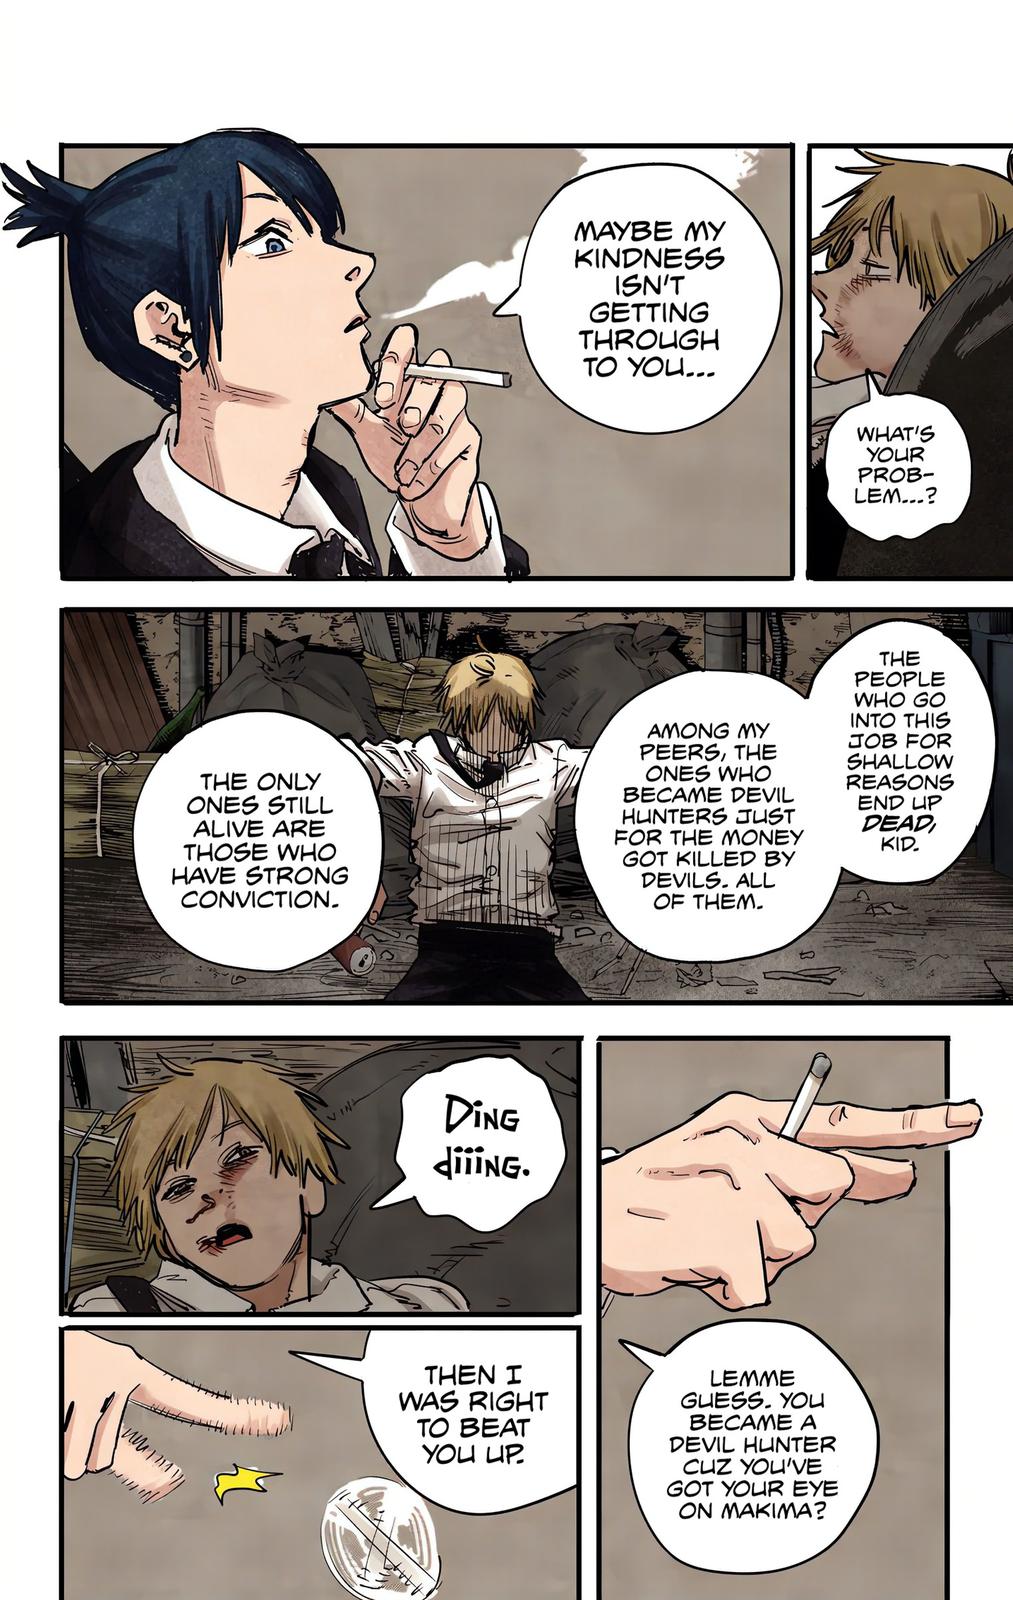 MAYBE MY
KINDNESS
ISN'T
GETTING
THROUGH
TO YOU...
WHAT'S
YOUR
PROB-
LEM...?
THE
PEOPLE
WHO GO
INTO THIS
JOB FOR
SHALLOW
REASONS
END UP
DEAD,
KID.
AMONG MY
PEERS, THE
ONES WHO
BECAME DEVIL
HUNTERS JUST
FOR THE MONEY
GOT KILLED BY
DEVILS. ALL
OF THEM.
THE ONLY
ONES STILL
ALIVE ARE
THOSE WHO
HAVE STRONG
CONVICTION.
LEMME
GUESS. YOU
BECAME A
DEVIL HUNTER
CUZ YOU'VE
GOT YOUR EYE
ON MAKIMA?
Ding
diiing.
THEN I
WAS RIGHT
TO BEAT
YOU UP.